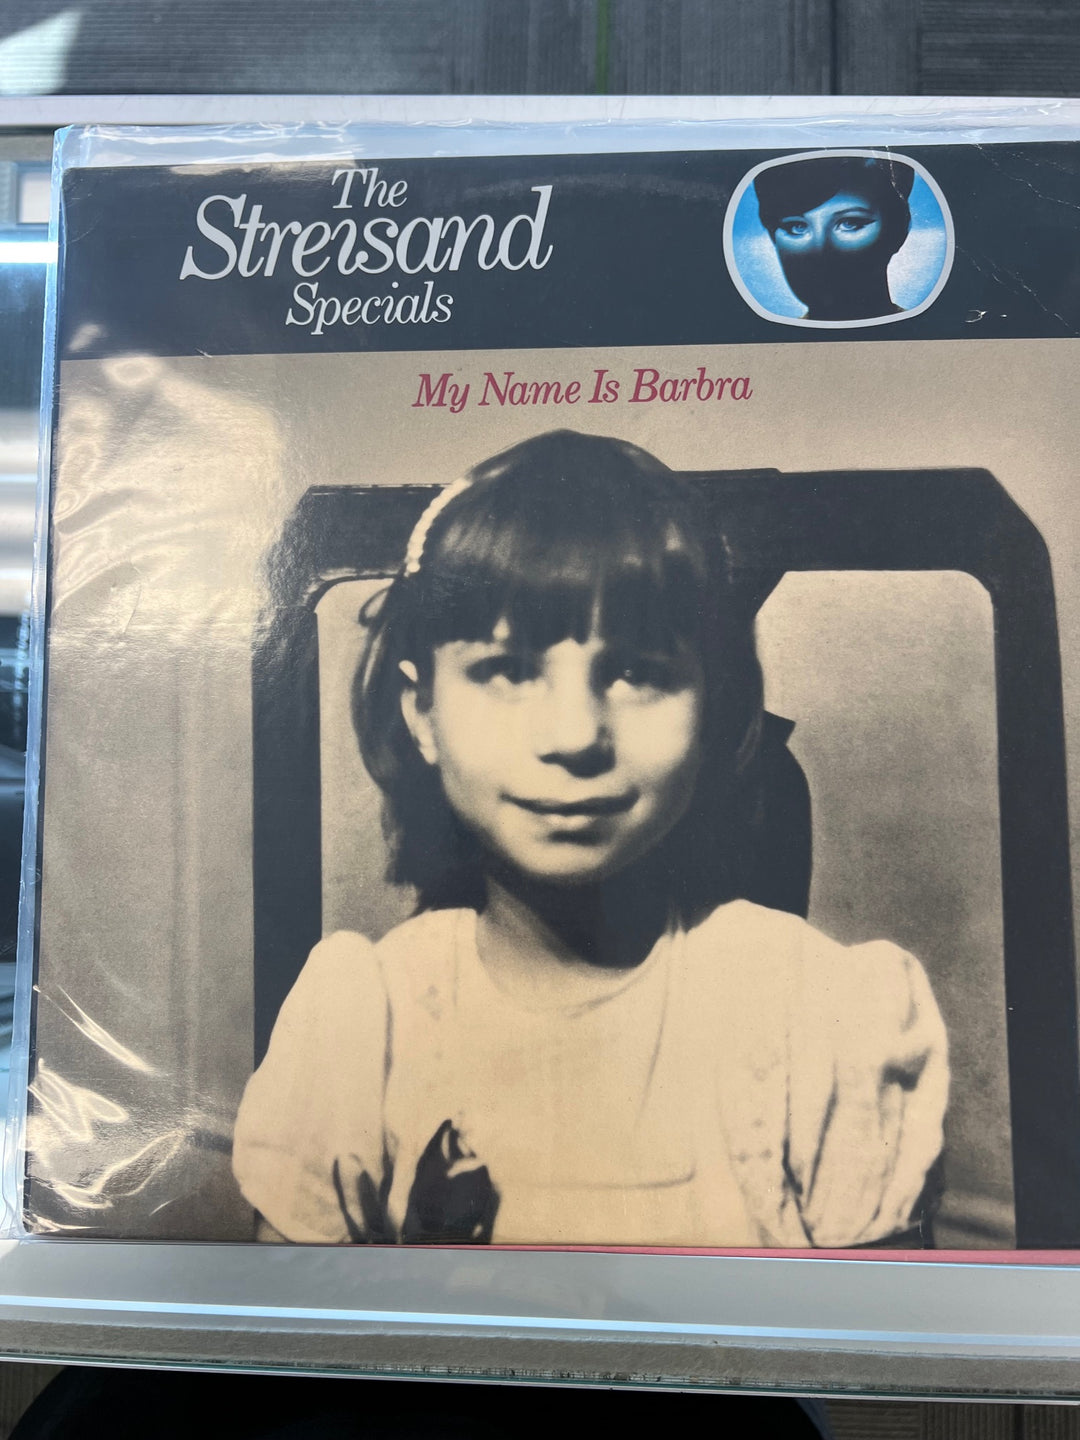 The
Streisand
Specials
My Name Is Barbra